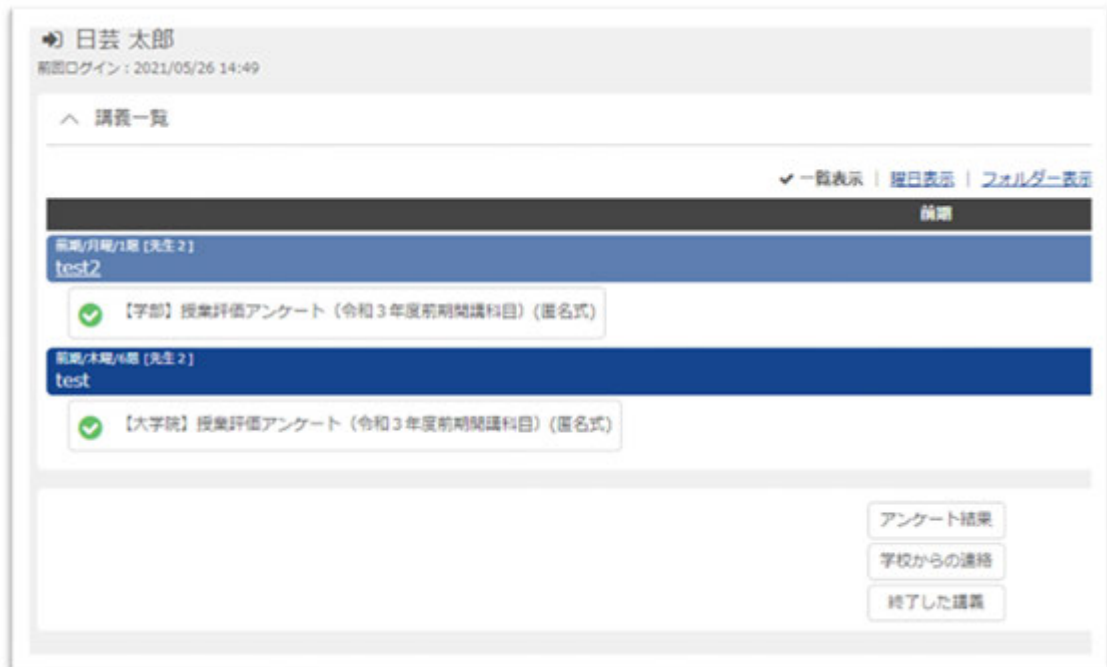 日芸 太郎
前回ログイン：2021/05/26 14:49
講義一覧
一覧表示 | 曜日表示 | フォルダー表示
前期
前期/月曜/1限 [先生２]
test2
【学部】授業評価アンケート（令和３年度前期開講科目）(匿名式)
前期/木曜/6限 [先生２]
test
【大学院】授業評価アンケート（令和３年度前期開講科目）(匿名式)
アンケート結果
学校からの連絡
終了した講義